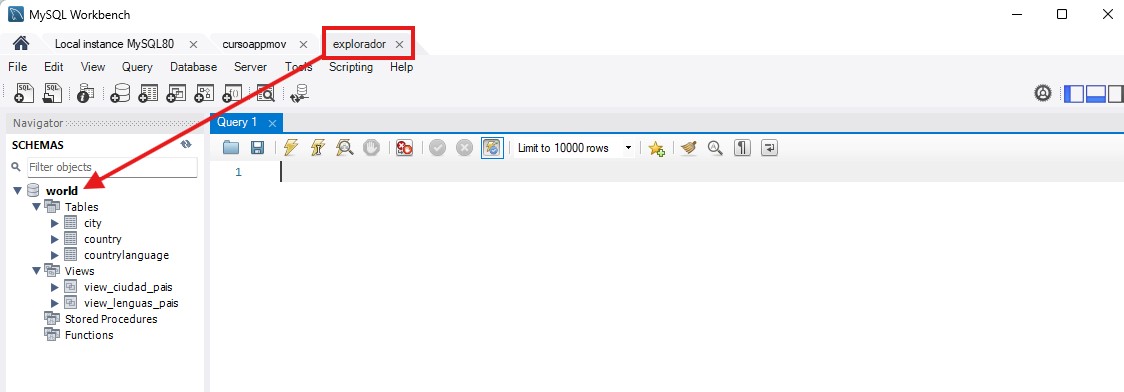 MySQL Workbench
Local instance MySQL80 cursoappmov explorador
File Edit View Query Database Server Tools Scripting Help
Navigator
Query 1
SCHEMAS
Filter objects
Limit to 10000 rows
1
world
Tables
city
country
countrylanguage
Views
view_ciudad_pais
view_lenguas_pais
Stored Procedures
Functions